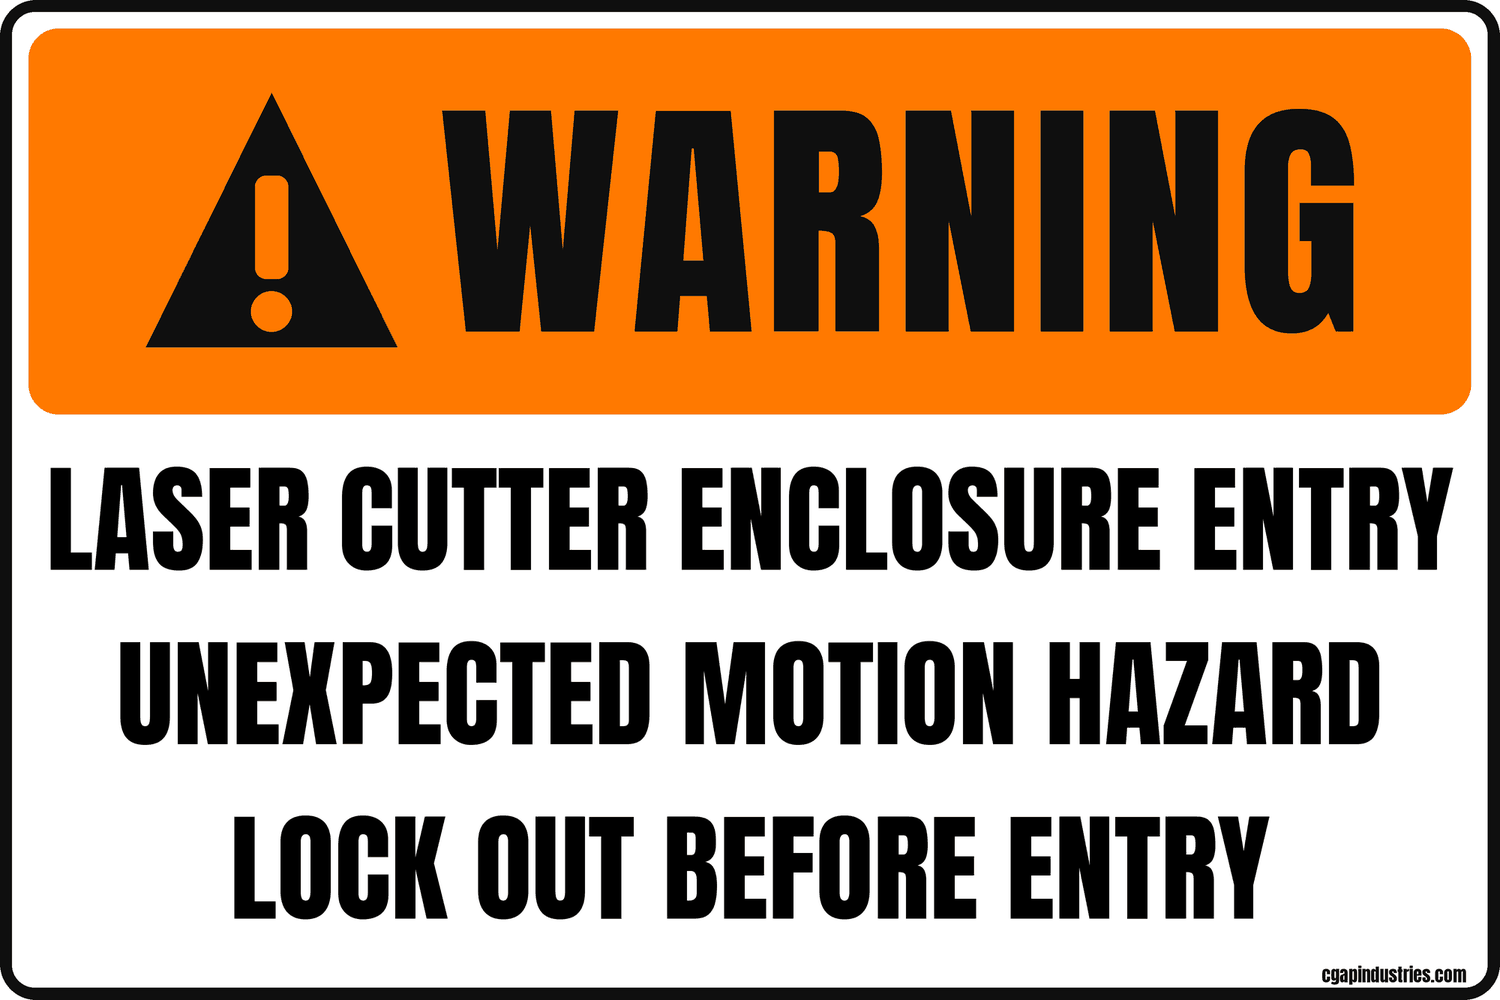 WARNING
LASER CUTTER ENCLOSURE ENTRY
UNEXPECTED MOTION HAZARD
LOCK OUT BEFORE ENTRY
cgapindustries.com